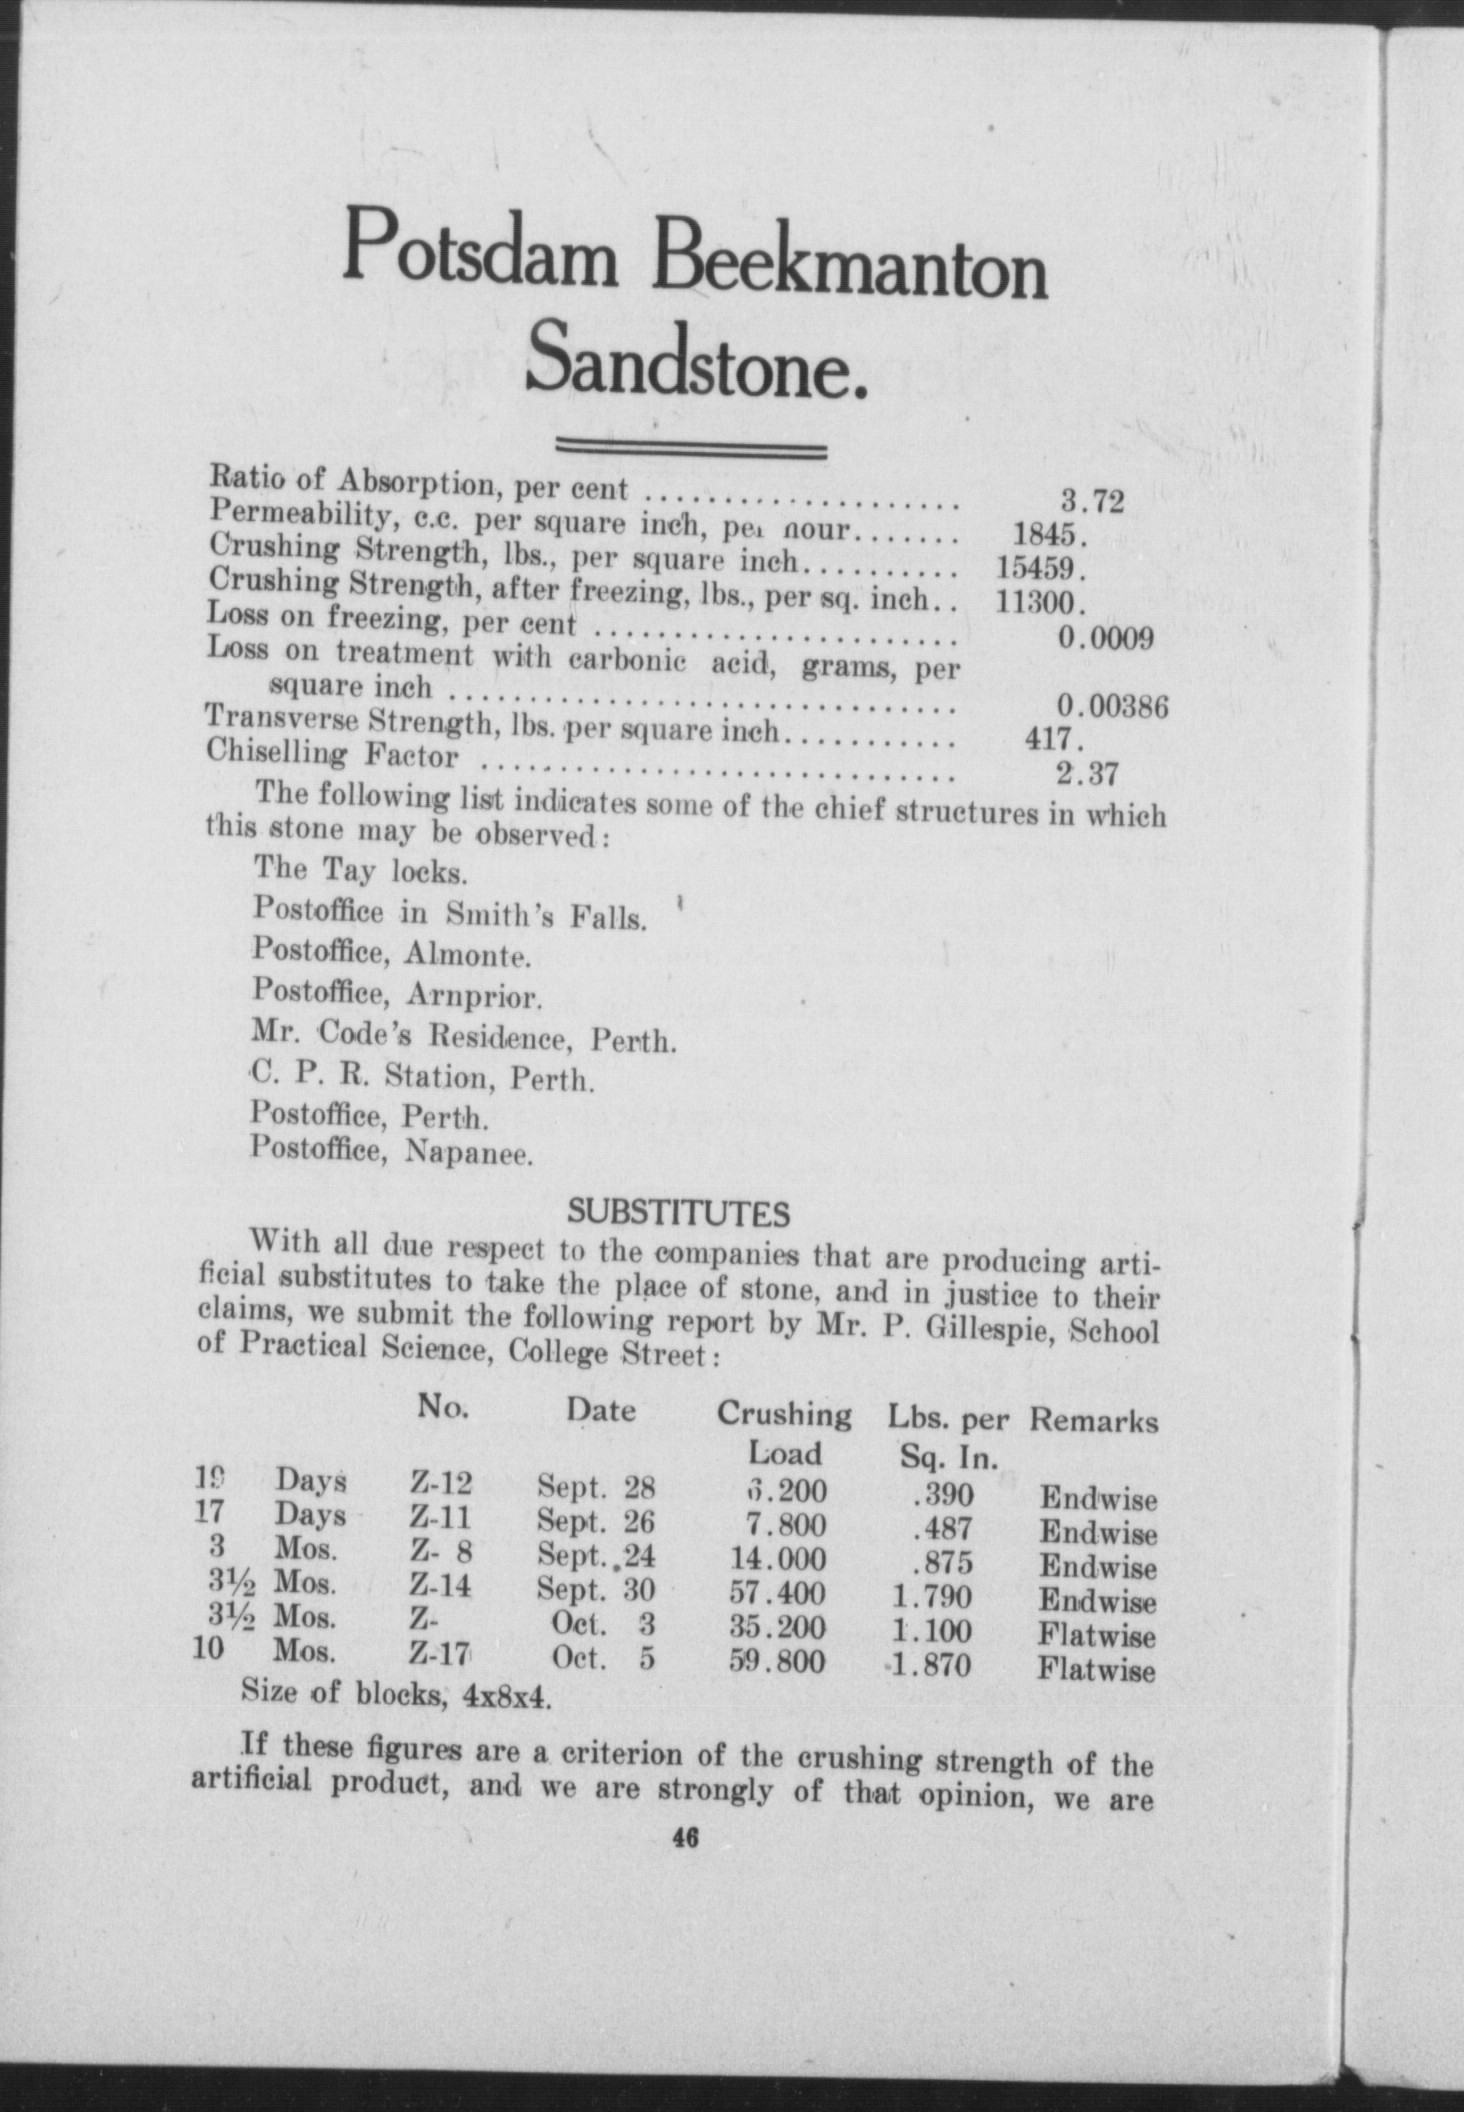 Potsdam Beekmanton
Sandstone.
Ratio of Absorption, per cent .................... 3.72
Permeability, c.c. per square inch, per hour....... 1845.
Crushing Strength, lbs., per square inch.......... 15459.
Crushing Strength, after freezing, lbs., per sq. inch.. 11300.
Loss on freezing, per cent ....................... 0.0009
Loss on treatment with carbonic acid, grams, per
square inch ................................ 0.00386
Transverse Strength, lbs. per square inch........... 417.
Chiselling Factor .............................. 2.37
The following list indicates some of the chief structures in which
this stone may be observed:
The Tay locks.
Postoffice in Smith's Falls.
Postoffice, Almonte.
Postoffice, Arnprior.
Mr. Code's Residence, Perth.
C. P. R. Station, Perth.
Postoffice, Perth.
Postoffice, Napanee.
SUBSTITUTES
With all due respect to the companies that are producing arti-
ficial substitutes to take the place of stone, and in justice to their
claims, we submit the following report by Mr. P. Gillespie, School
of Practical Science, College Street:
No. Date Crushing Lbs. per Remarks
Load Sq. In.
19 Days Z-12 Sept. 28 6.200 .390 Endwise
17 Days Z-11 Sept. 26 7.800 .487 Endwise
3 Mos. Z- 8 Sept. 24 14.000 .875 Endwise
3½ Mos. Z-14 Sept. 30 57.400 1.790 Endwise
3½ Mos. Z- Oct. 3 35.200 1.100 Flatwise
10 Mos. Z-17 Oct. 5 59.800 1.870 Flatwise
Size of blocks, 4x8x4.
If these figures are a criterion of the crushing strength of the
artificial product, and we are strongly of that opinion, we are
46